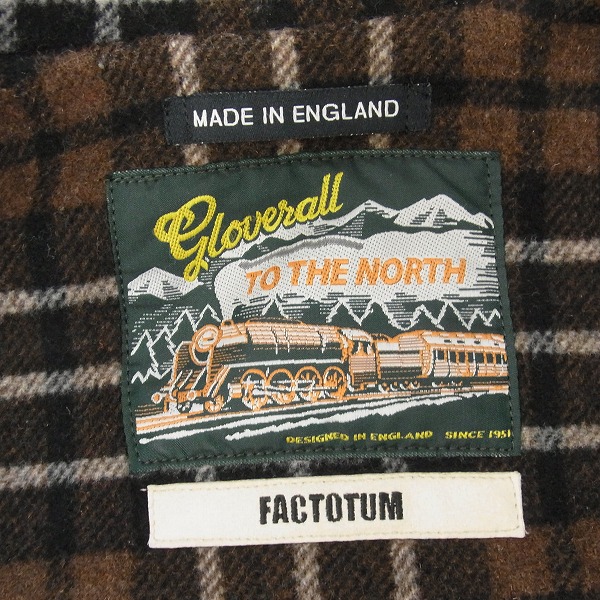 MADE IN ENGLAND
Gloverall
TO THE NORTH
DESIGNED IN ENGLAND SINCE 1951
FACTOTUM